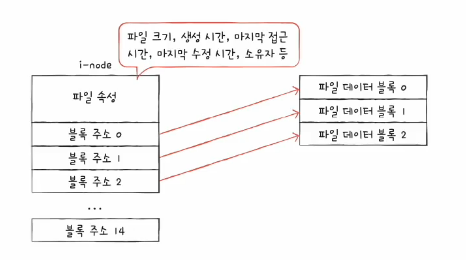 파일 크기, 생성 시간, 마지막 접근
시간, 마지막 수정 시간, 소유자 등
i-node
파일 속성
블록 주소 0
블록 주소 1
블록 주소 2
...
블록 주소 14
파일 데이터 블록 0
파일 데이터 블록 1
파일 데이터 블록 2